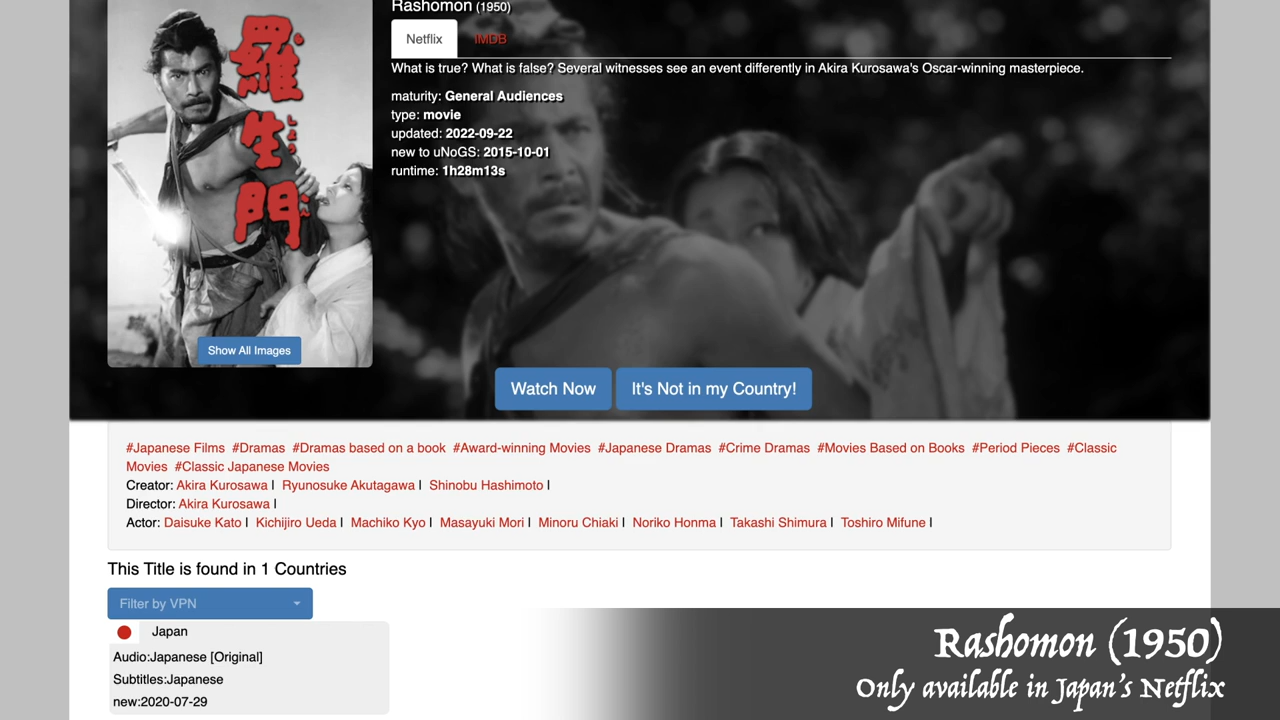 Rashomon (1950)
Netflix
IMDB
What is true? What is false? Several witnesses see an event differently in Akira Kurosawa's Oscar-winning masterpiece.
maturity: General Audiences
type: movie
updated: 2022-09-22
new to uNoGS: 2015-10-01
runtime: 1h28m13s
羅生門
らしょうもん
Show All Images
Watch Now
It's Not in my Country!
#Japanese Films #Dramas #Dramas based on a book #Award-winning Movies #Japanese Dramas #Crime Dramas #Movies Based on Books #Period Pieces #Classic
Movies #Classic Japanese Movies
Creator: Akira Kurosawa | Ryunosuke Akutagawa | Shinobu Hashimoto |
Director: Akira Kurosawa |
Actor: Daisuke Kato | Kichijiro Ueda | Machiko Kyo | Masayuki Mori | Minoru Chiaki | Noriko Honma | Takashi Shimura | Toshiro Mifune |
This Title is found in 1 Countries
Filter by VPN
Japan
Audio:Japanese [Original]
Subtitles:Japanese
new:2020-07-29
Rashomon (1950)
Only available in Japan's Netflix